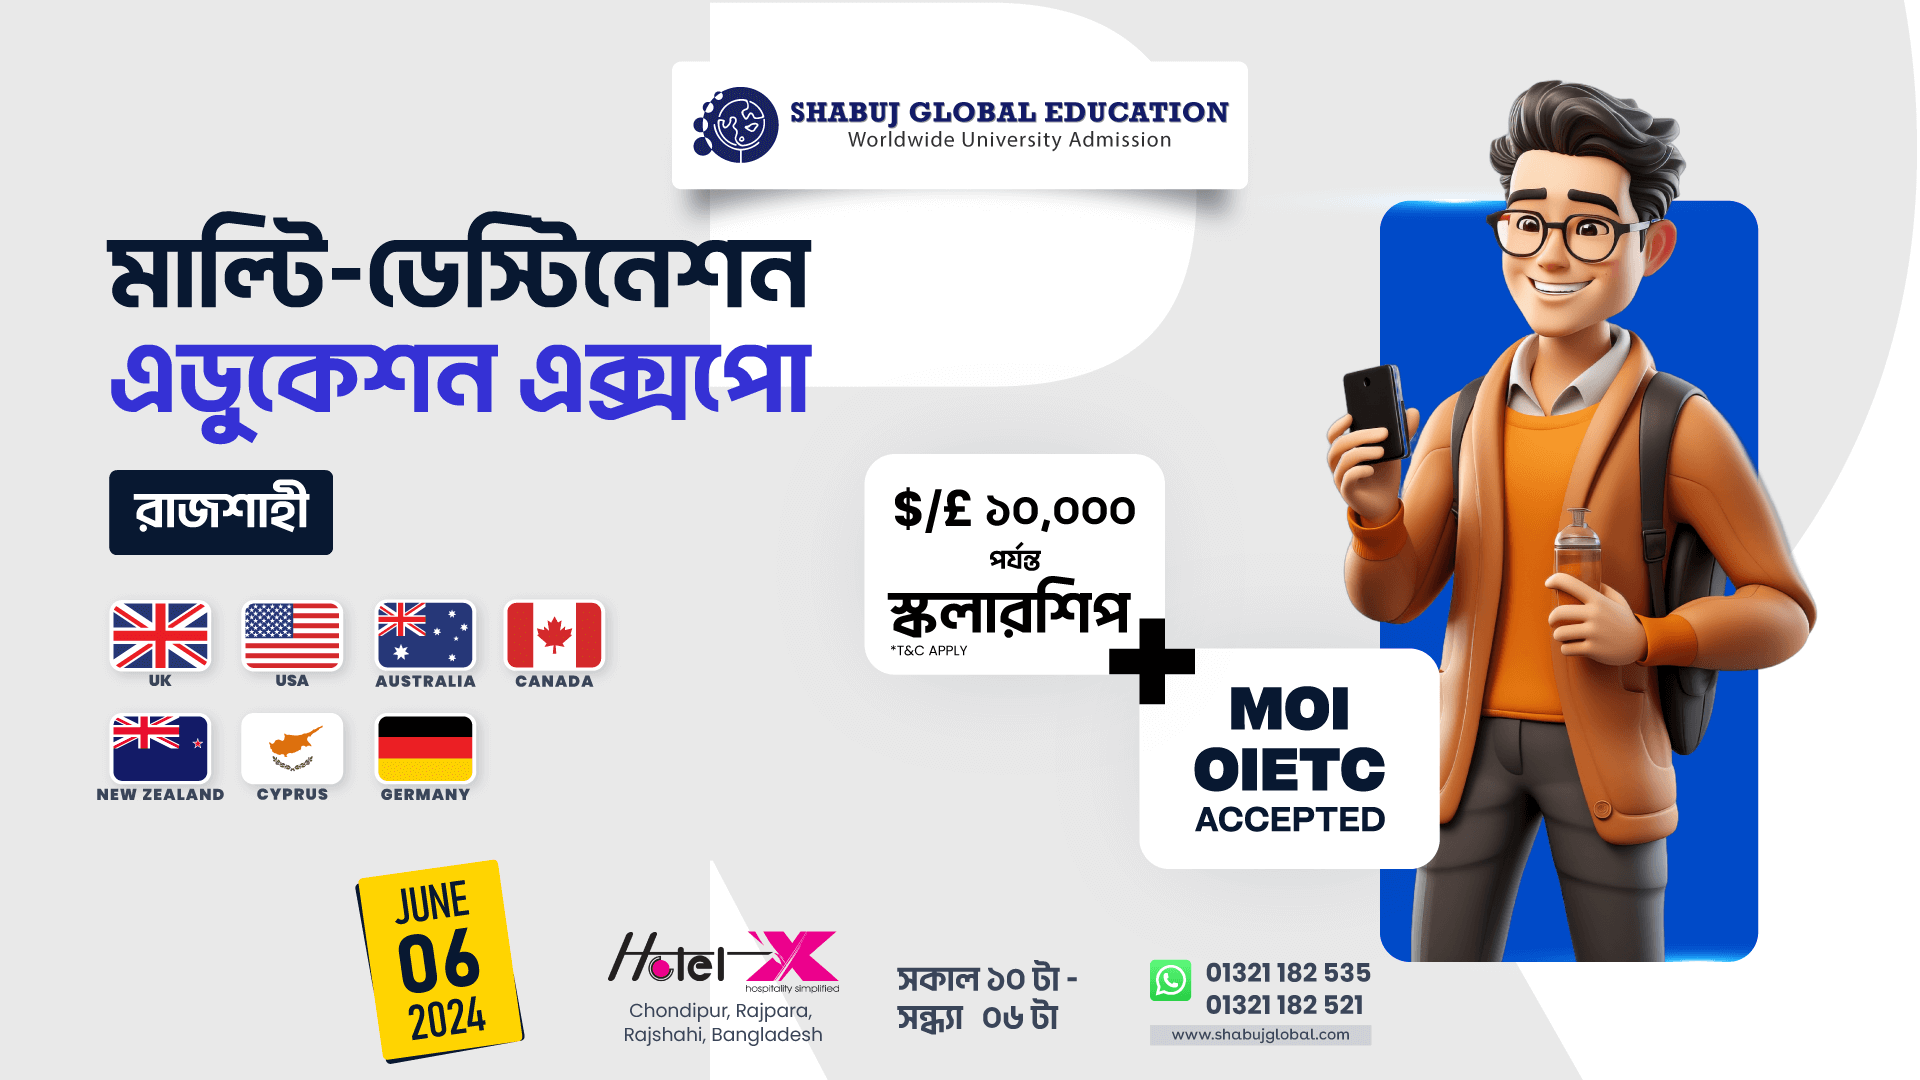 SHABUJ GLOBAL EDUCATION
Worldwide University Admission
মাল্টি-ডেস্টিনেশন
এডুকেশন এক্সপো
রাজশাহী
UK
USA
AUSTRALIA
CANADA
NEW ZEALAND
CYPRUS
GERMANY
$/£ ১০,০০০
পর্যন্ত
স্কলারশিপ
*T&C APPLY
MOI
OIETC
ACCEPTED
JUNE
06
2024
Hotel X
hospitality simplified
Chondipur, Rajpara,
Rajshahi, Bangladesh
সকাল ১০ টা -
সন্ধ্যা ০৬ টা
01321 182 535
01321 182 521
www.shabujglobal.com